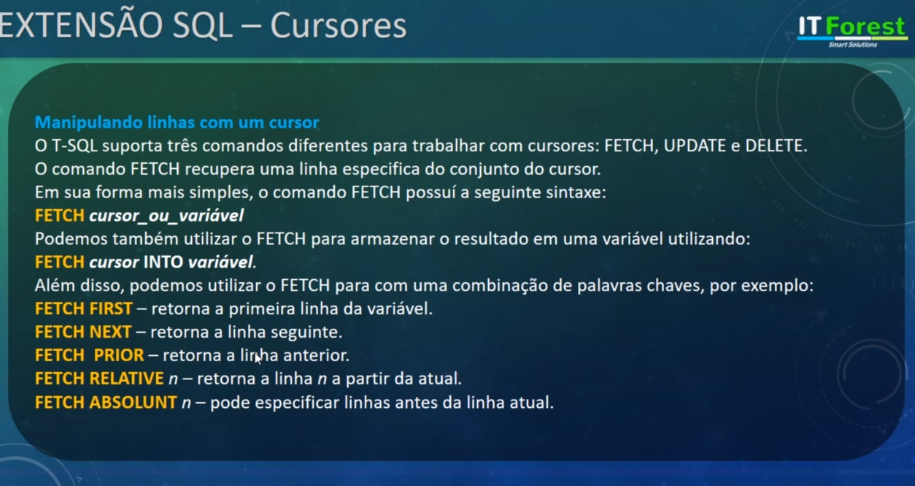 EXTENSÃO SQL – Cursores
IT Forest
Smart Solutions
Manipulando linhas com um cursor
O T-SQL suporta três comandos diferentes para trabalhar com cursores: FETCH, UPDATE e DELETE.
O comando FETCH recupera uma linha especifica do conjunto do cursor.
Em sua forma mais simples, o comando FETCH possuí a seguinte sintaxe:
FETCH cursor_ou_variável
Podemos também utilizar o FETCH para armazenar o resultado em uma variável utilizando:
FETCH cursor INTO variável.
Além disso, podemos utilizar o FETCH para com uma combinação de palavras chaves, por exemplo:
FETCH FIRST – retorna a primeira linha da variável.
FETCH NEXT – retorna a linha seguinte.
FETCH PRIOR – retorna a linha anterior.
FETCH RELATIVE n – retorna a linha n a partir da atual.
FETCH ABSOLUNT n – pode especificar linhas antes da linha atual.